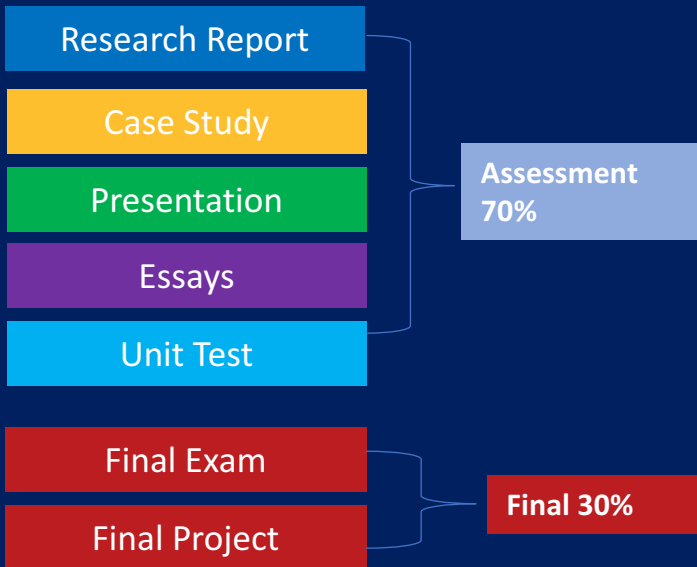 Research Report
Case Study
Presentation
Essays
Unit Test
Assessment
70%
Final Exam
Final Project
Final 30%